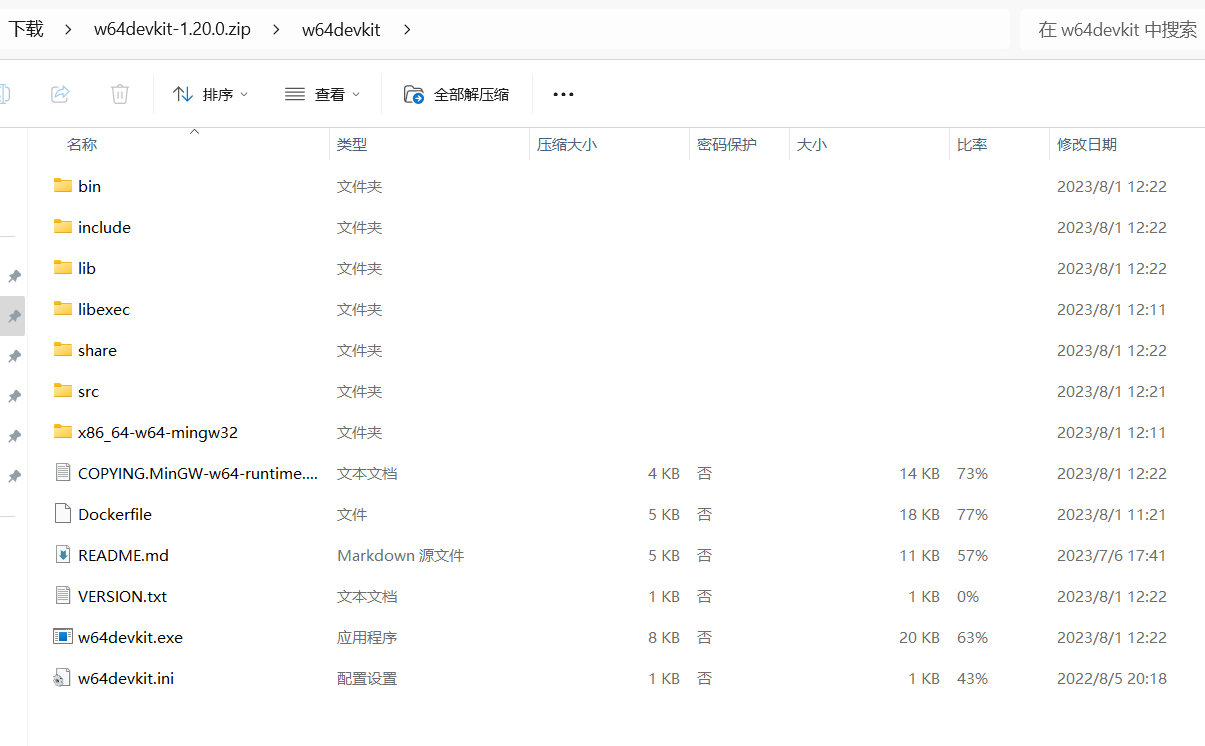 下载 > w64devkit-1.20.0.zip > w64devkit >
在 w64devkit 中搜索
排序 查看 全部解压缩 •••
名称 类型 压缩大小 密码保护 大小 比率 修改日期
bin 文件夹 2023/8/1 12:22
include 文件夹 2023/8/1 12:22
lib 文件夹 2023/8/1 12:22
libexec 文件夹 2023/8/1 12:11
share 文件夹 2023/8/1 12:22
src 文件夹 2023/8/1 12:21
x86_64-w64-mingw32 文件夹 2023/8/1 12:11
COPYING.MinGW-w64-runtime.... 文本文档 4 KB 否 14 KB 73% 2023/8/1 12:22
Dockerfile 文件 5 KB 否 18 KB 77% 2023/8/1 11:21
README.md Markdown 源文件 5 KB 否 11 KB 57% 2023/7/6 17:41
VERSION.txt 文本文档 1 KB 否 1 KB 0% 2023/8/1 12:22
w64devkit.exe 应用程序 8 KB 否 20 KB 63% 2023/8/1 12:22
w64devkit.ini 配置设置 1 KB 否 1 KB 43% 2022/8/5 20:18